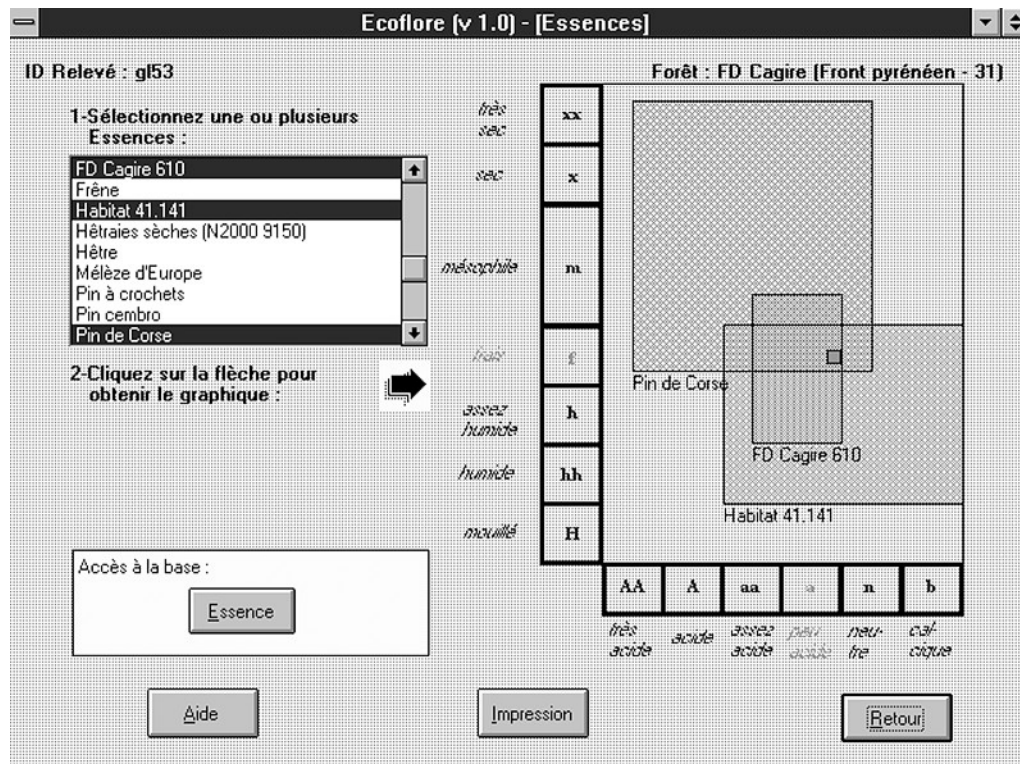 Ecoflore (v 1.0) - [Essences]
ID Relevé : gl53
Forêt : FD Cagire (Front pyrénéen - 31)
1-Sélectionnez une ou plusieurs
Essences :
FD Cagire 610
Frêne
Habitat 41.141
Hêtraies sèches (N2000 9150)
Hêtre
Mélèze d'Europe
Pin à crochets
Pin cembro
Pin de Corse
2-Cliquez sur la flèche pour
obtenir le graphique :
Accès à la base :
Essence
très
sec
xx
sec
x
mésophile
m
frais
f
assez
humide
h
humide
hh
mouillé
H
Pin de Corse
FD Cagire 610
Habitat 41.141
AA
A
aa
a
n
b
très
acide
acide
assez
acide
peu
acide
neu-
tre
cal-
cique
Aide
Impression
Retour